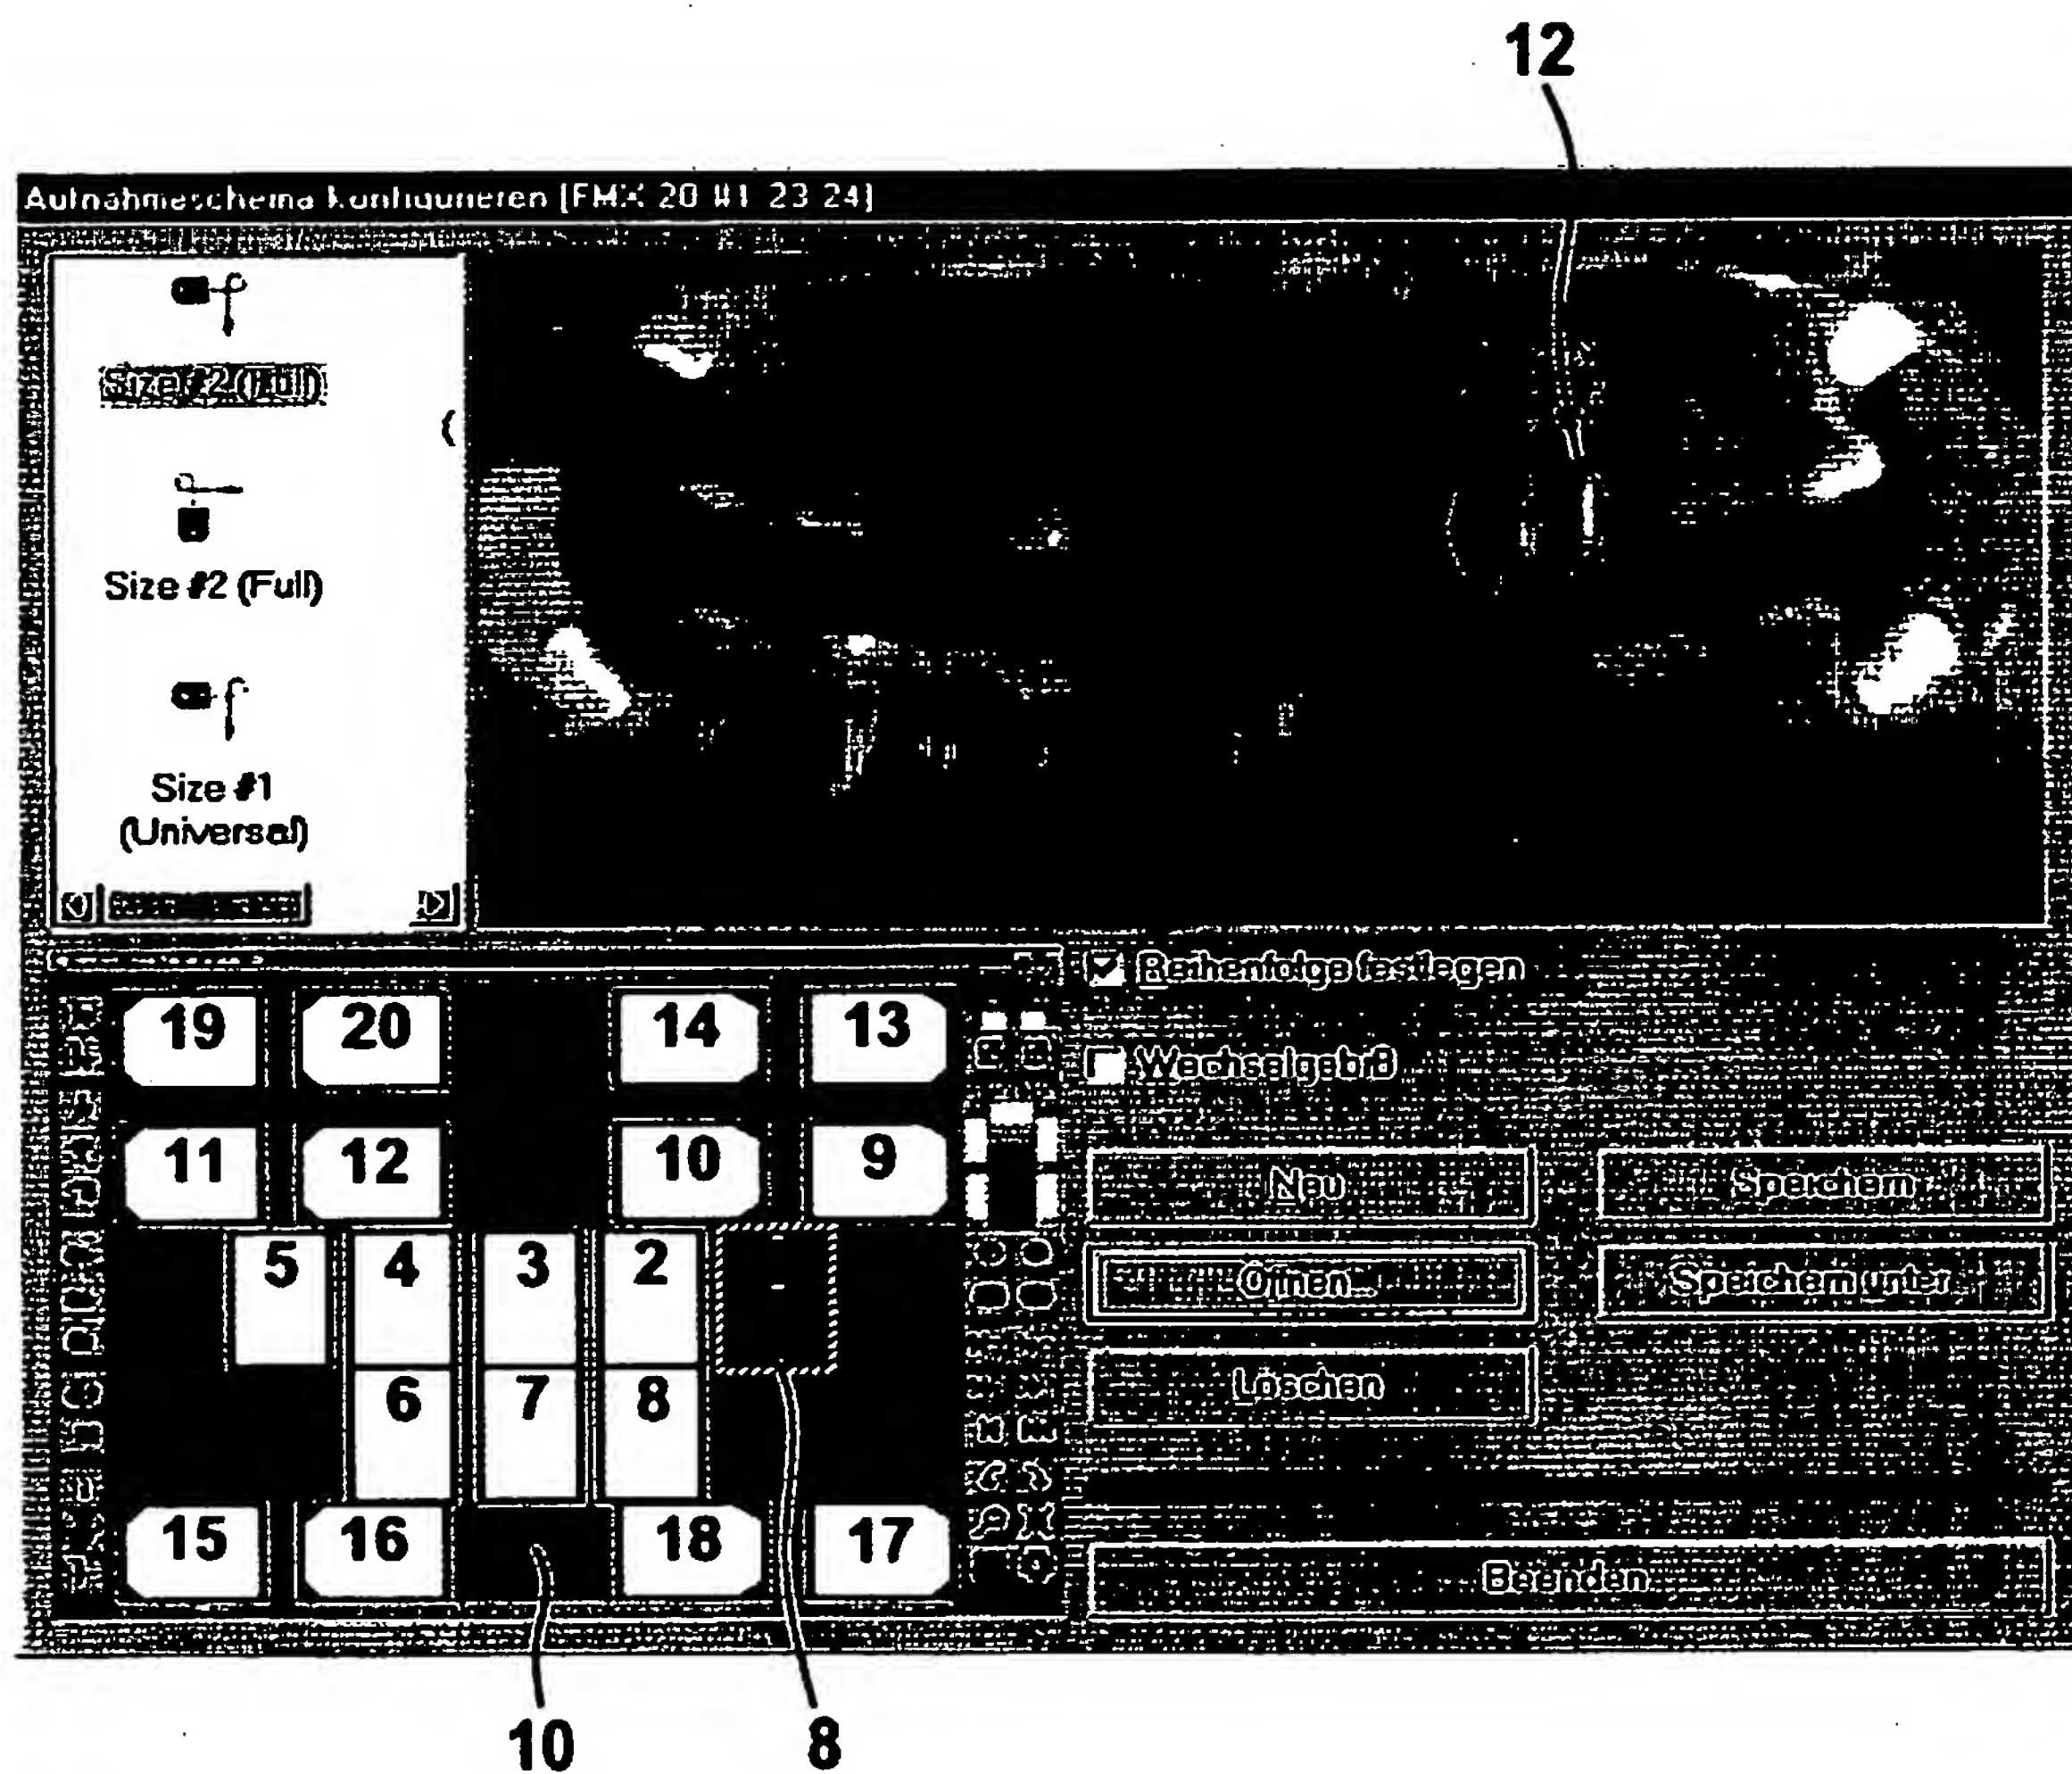 12
Aufnahmeschema konfigurieren [FMX 20 #1 23 24]
Size #2 (Full)
Size #2 (Full)
Size #1
(Universal)
Reihenfolge festlegen
Wechselgebiß
19 20 14 13
11 12 10 9
5 4 3 2
6 7 8
15 16 18 17
Neu Speichern
Öffnen... Speichern unter...
Löschen
Beenden
10 8